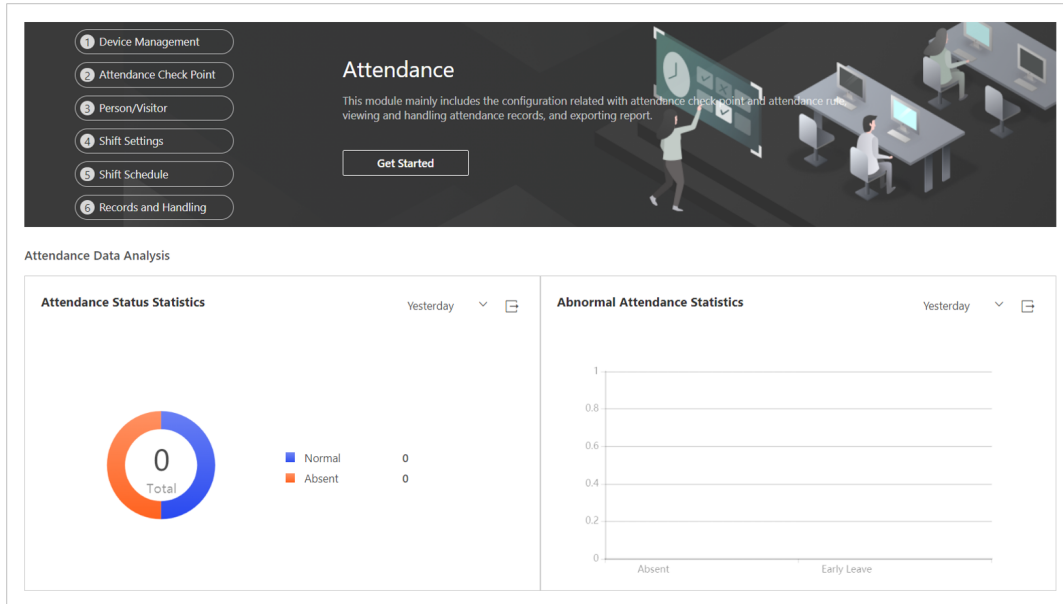 1 Device Management
2 Attendance Check Point
3 Person/Visitor
4 Shift Settings
5 Shift Schedule
6 Records and Handling
Attendance
This module mainly includes the configuration related with attendance check point and attendance rule,
viewing and handling attendance records, and exporting report.
Get Started
Attendance Data Analysis
Attendance Status Statistics
Yesterday
0
Total
Normal 0
Absent 0
Abnormal Attendance Statistics
Yesterday
1
0.8
0.6
0.4
0.2
0
Absent Early Leave